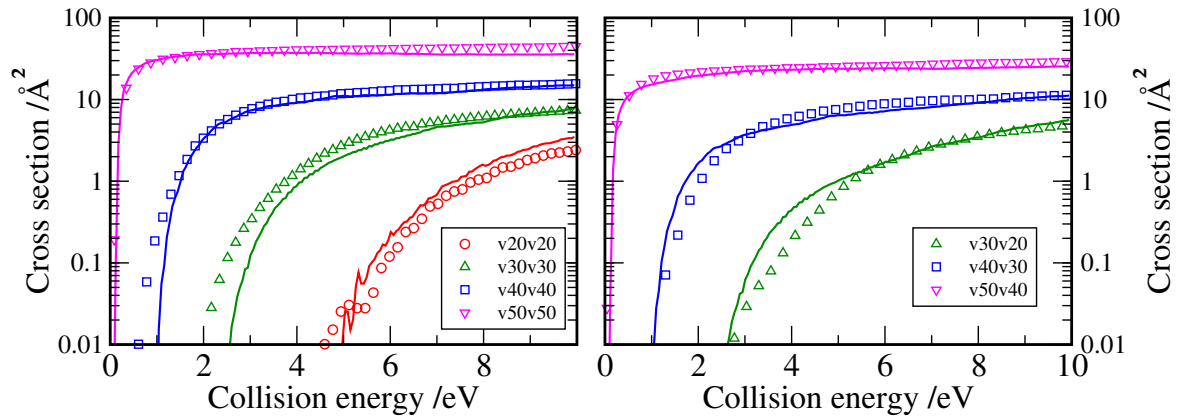 100
10
1
0.1
0.01
Cross section /Å²
0 2 4 6 8
Collision energy /eV
v20v20
v30v30
v40v40
v50v50
0 2 4 6 8 10
Collision energy /eV
v30v20
v40v30
v50v40
100
10
1
0.1
0.01
Cross section /Å²